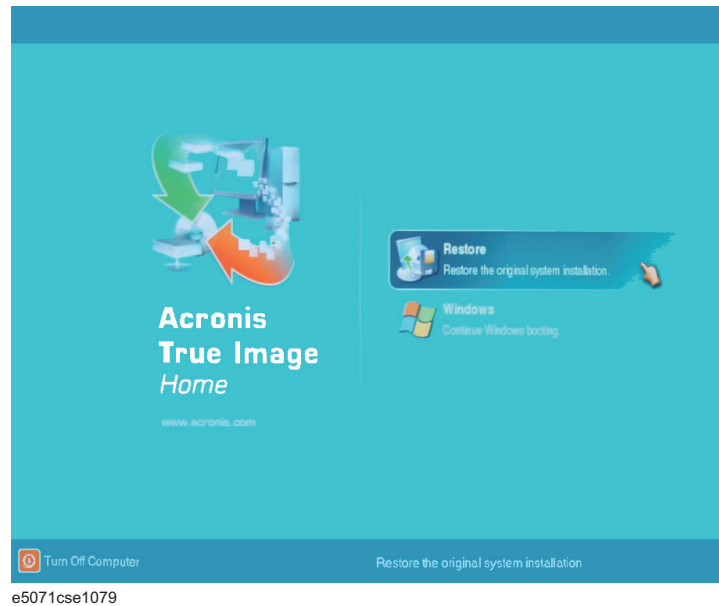 Acronis
True Image
Home
www.acronis.com
Restore
Restore the original system installation.
Windows
Continue Windows booting.
Turn Off Computer
Restore the original system installation
e5071cse1079